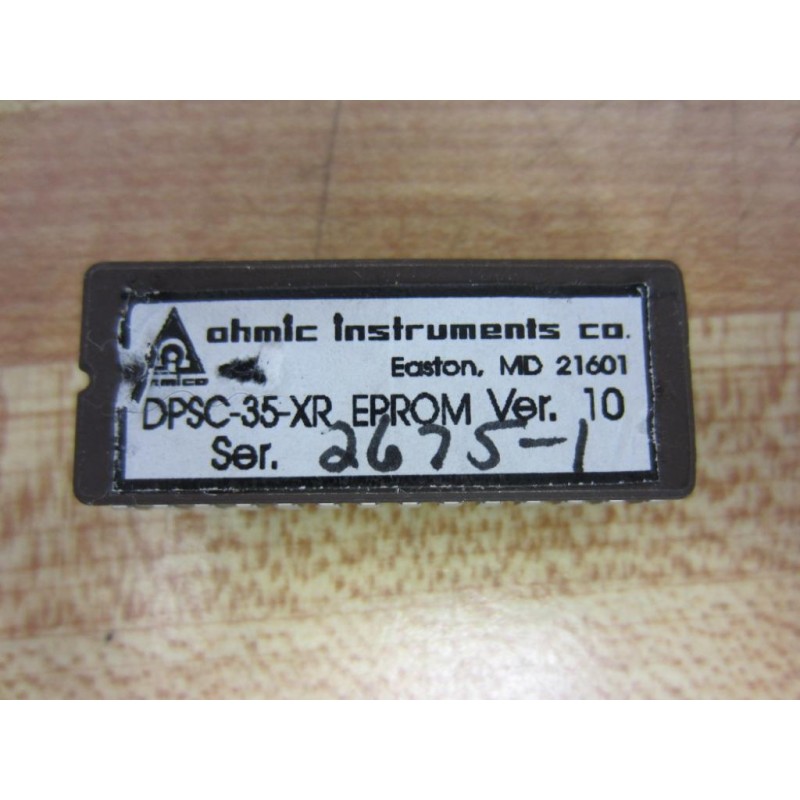 ohmic instruments co.
Easton, MD 21601
DPSC-35-XR EPROM Ver. 10
Ser. 2675-1